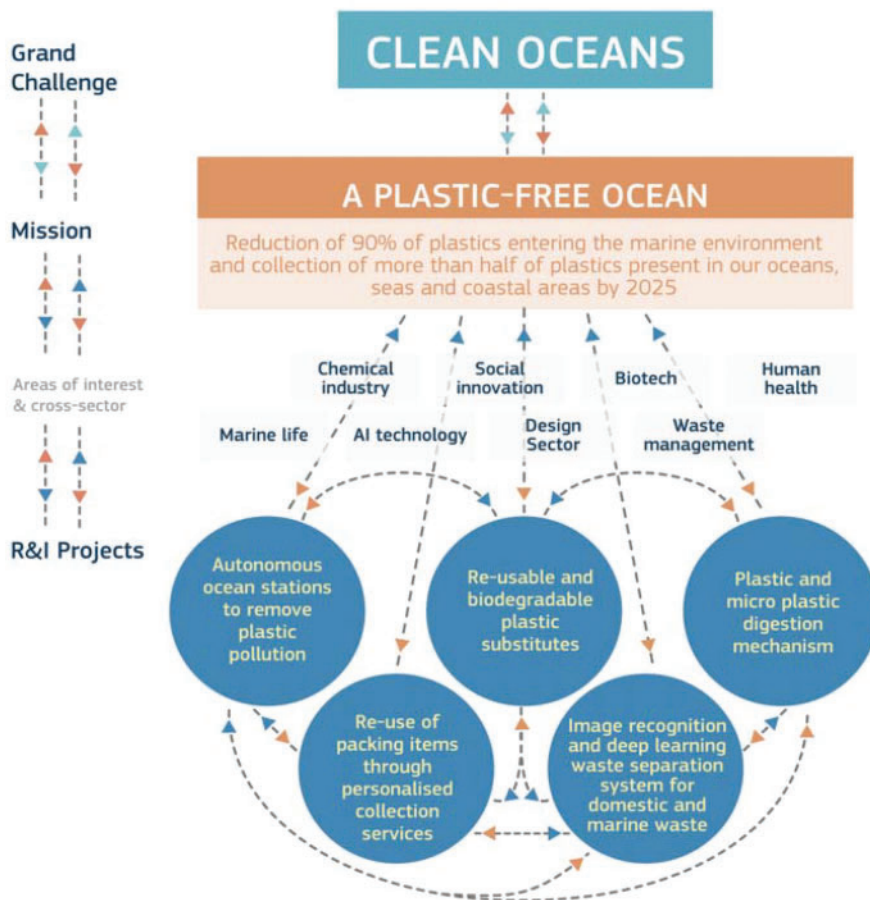 Grand
Challenge
CLEAN OCEANS
A PLASTIC-FREE OCEAN
Mission
Reduction of 90% of plastics entering the marine environment
and collection of more than half of plastics present in our oceans,
seas and coastal areas by 2025
Areas of interest
& cross-sector
Chemical
industry
Social
innovation
Biotech
Human
health
Marine life
AI technology
Design
Sector
Waste
management
R&I Projects
Autonomous
ocean stations
to remove
plastic
pollution
Re-usable and
biodegradable
plastic
substitutes
Plastic and
micro plastic
digestion
mechanism
Re-use of
packing items
through
personalised
collection
services
Image recognition
and deep learning
waste separation
system for
domestic and
marine waste